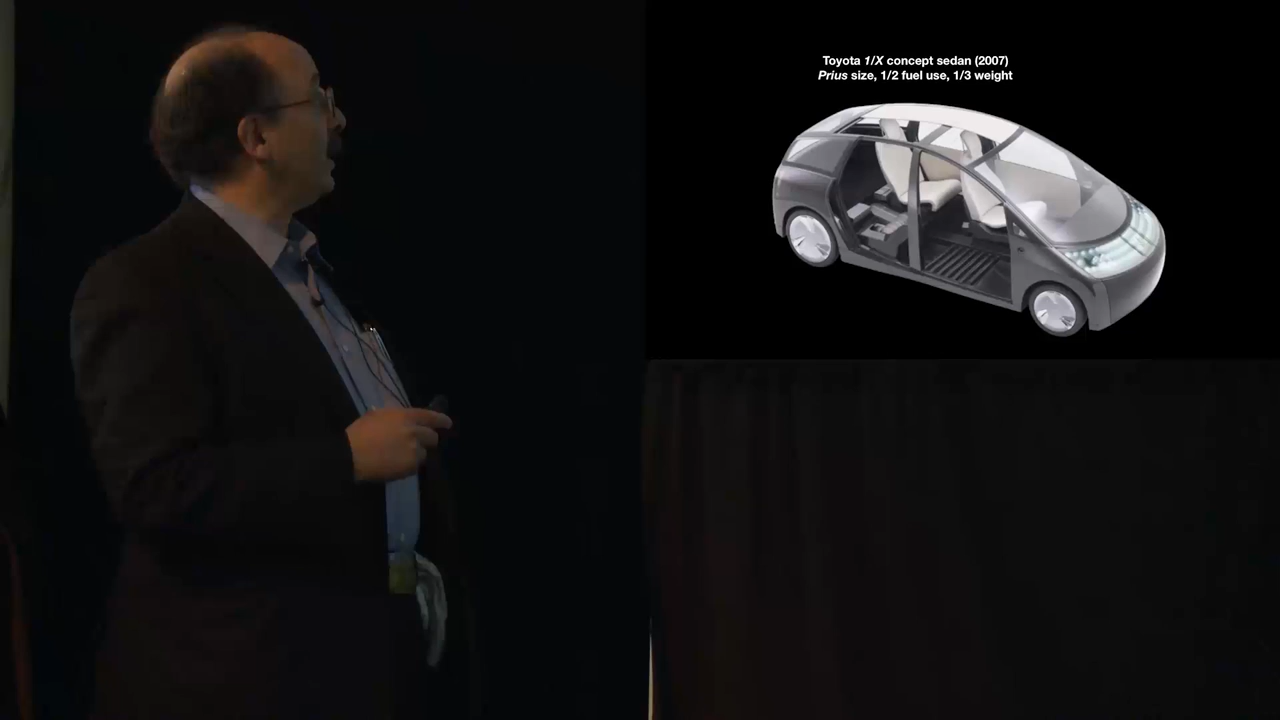 Toyota 1/X concept sedan (2007)
Prius size, 1/2 fuel use, 1/3 weight